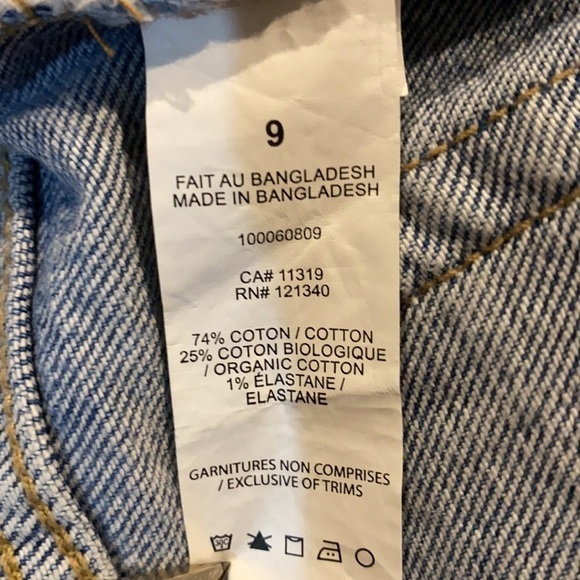 9
FAIT AU BANGLADESH
MADE IN BANGLADESH
100060809
CA# 11319
RN# 121340
74% COTON / COTTON
25% COTON BIOLOGIQUE
/ ORGANIC COTTON
1% ÉLASTANE /
ELASTANE
GARNITURES NON COMPRISES
/ EXCLUSIVE OF TRIMS